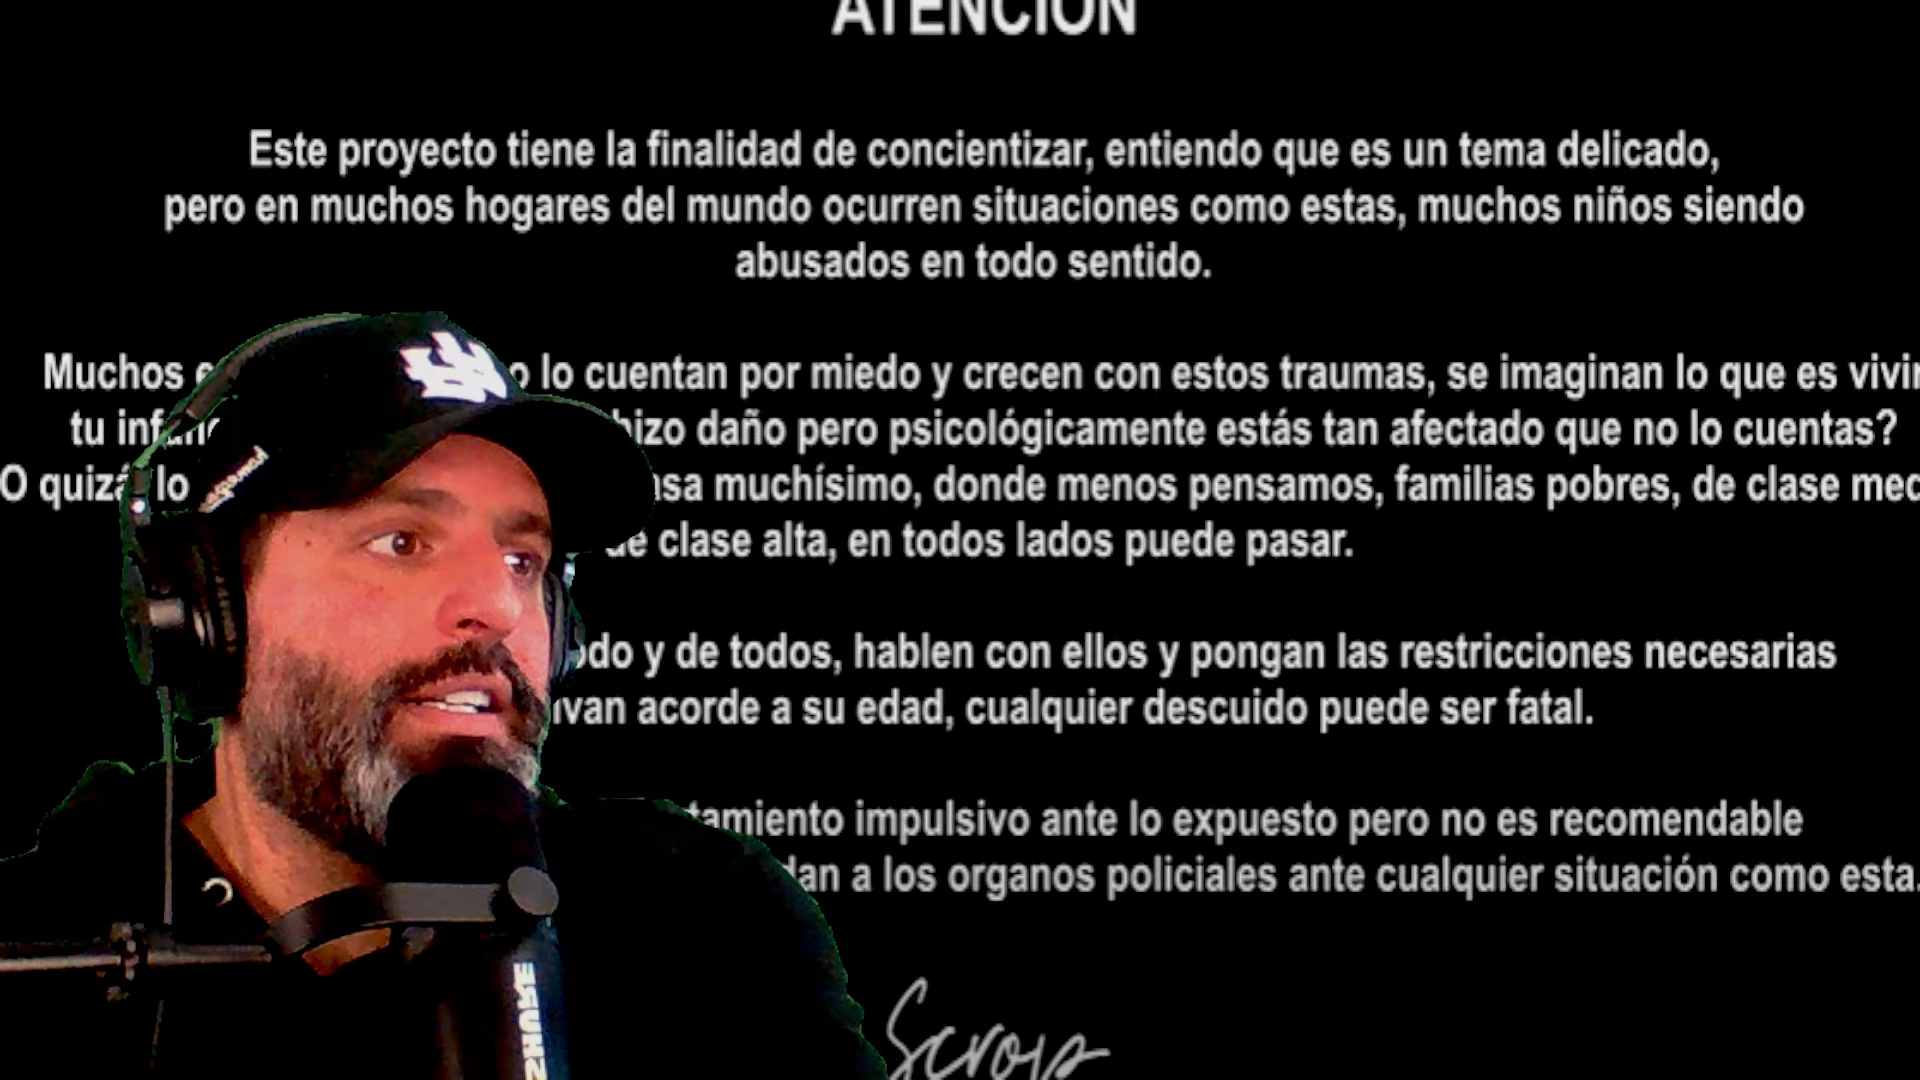 ATENCIÓN
Este proyecto tiene la finalidad de concientizar, entiendo que es un tema delicado,
pero en muchos hogares del mundo ocurren situaciones como estas, muchos niños siendo
abusados en todo sentido.
Muchos lo cuentan por miedo y crecen con estos traumas, se imaginan lo que es vivir
tu hizo daño pero psicológicamente estás tan afectado que no lo cuentas?
O quizás lo muchísimo, donde menos pensamos, familias pobres, de clase
de clase alta, en todos lados puede pasar.
y de todos, hablen con ellos y pongan las restricciones necesarias
acorde a su edad, cualquier descuido puede ser fatal.
impulsivo ante lo expuesto pero no es recomendable
a los organos policiales ante cualquier situación como esta.
SHURE